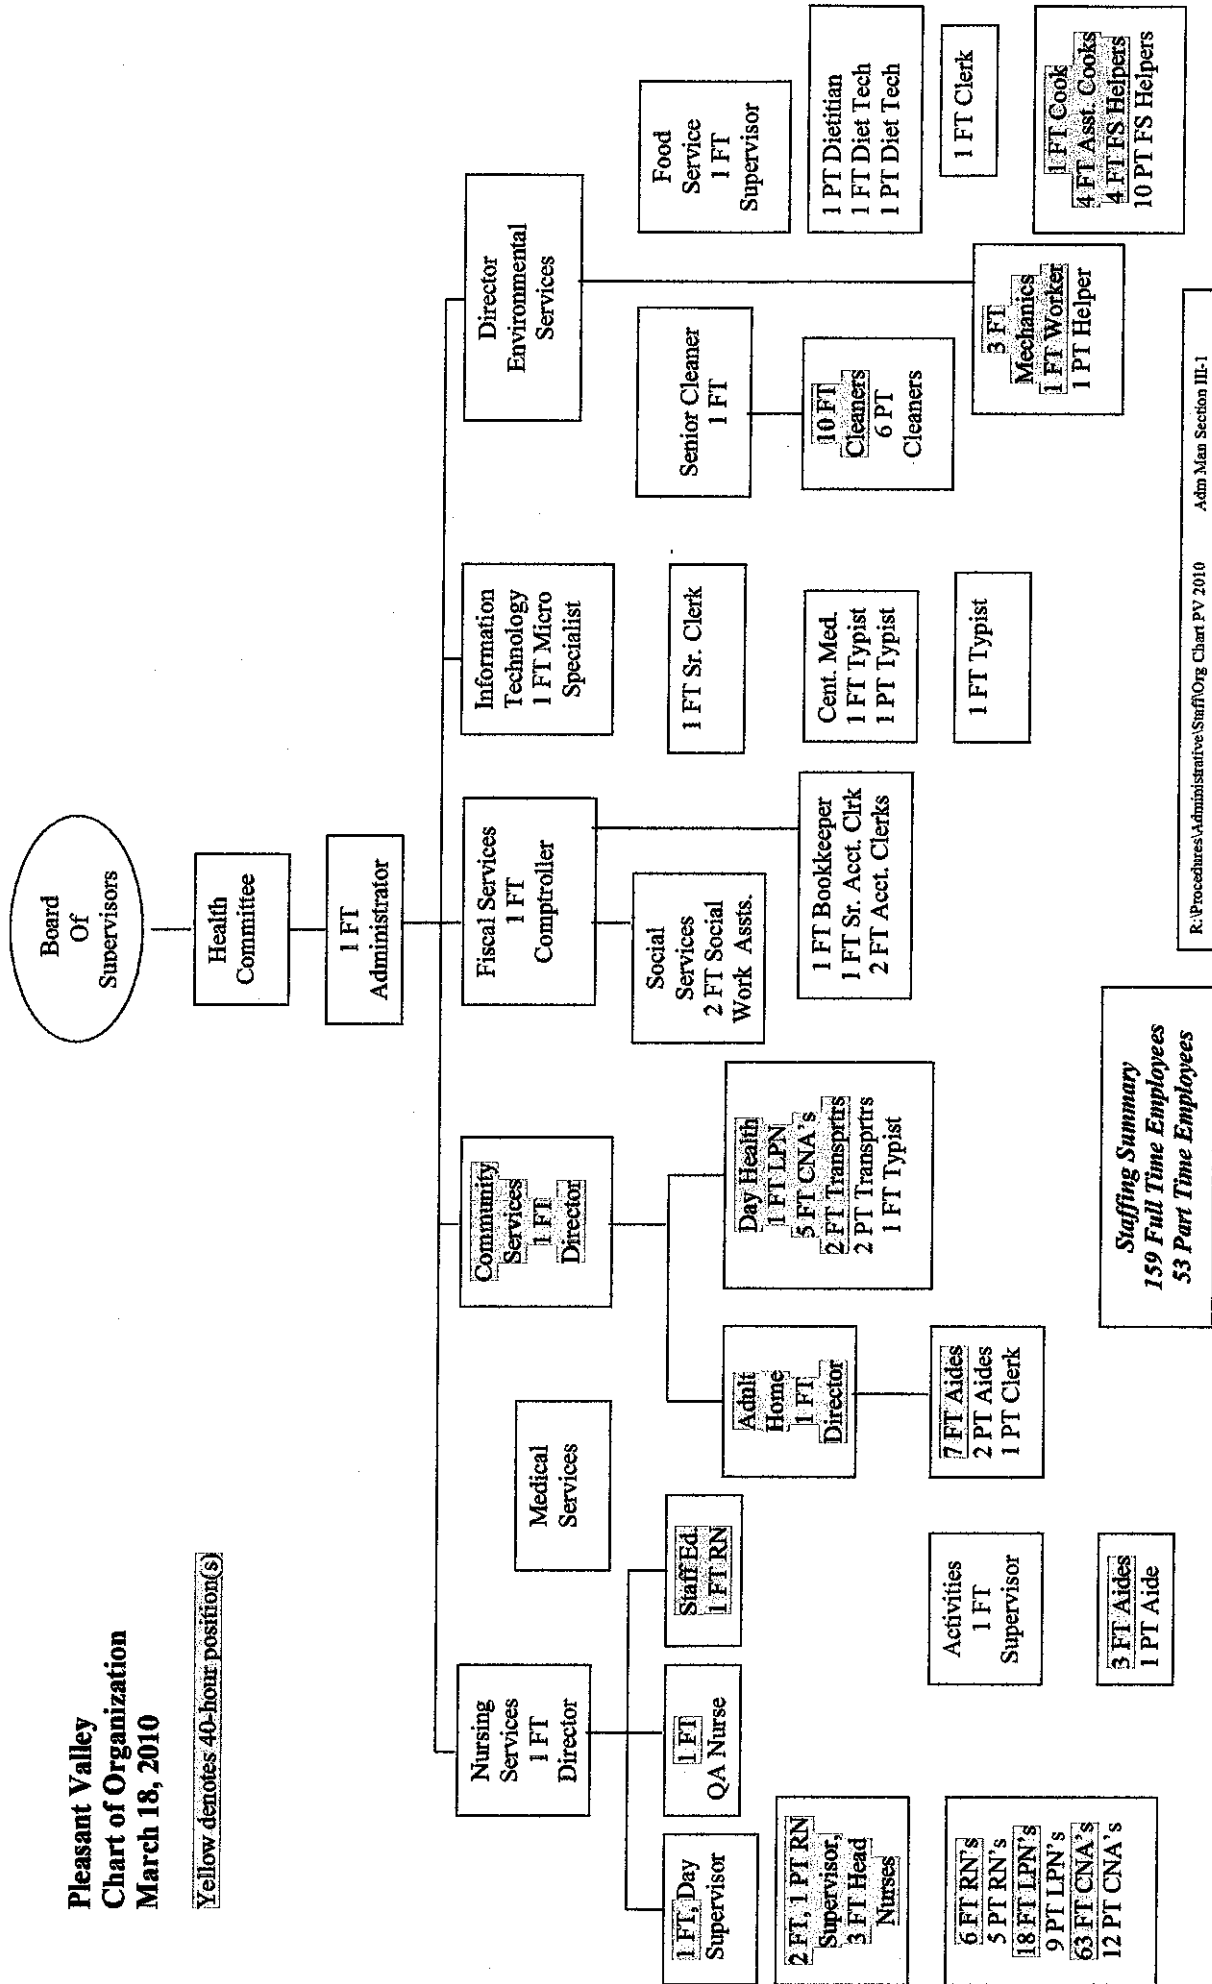 Pleasant Valley
Chart of Organization
March 18, 2010
Yellow denotes 40-hour position(s)
Board
Of
Supervisors
Health
Committee
1 FT
Administrator
Nursing
Services
1 FT
Director
Medical
Services
Community
Services
1 FT
Director
Fiscal Services
1 FT
Comptroller
Information
Technology
1 FT Micro
Specialist
Director
Environmental
Services
1 FT, Day
Supervisor
1 FT
QA Nurse
Staff Ed.
1 FT RN
2 FT, 1 PT RN
Supervisor,
3 FT Head
Nurses
6 FT RN's
5 PT RN's
18 FT LPN's
9 PT LPN's
63 FT CNA's
12 PT CNA's
Activities
1 FT
Supervisor
3 FT Aides
1 PT Aide
Adult
Home
1 FT
Director
7 FT Aides
2 PT Aides
1 PT Clerk
Day Health
1 FT LPN
5 FT CNA's
2 FT Transprtrs
2 PT Transprtrs
1 FT Typist
Social
Services
2 FT Social
Work Assts.
1 FT Bookkeeper
1 FT Sr. Acct. Clrk
2 FT Acct. Clerks
1 FT Sr. Clerk
Cent. Med.
1 FT Typist
1 PT Typist
1 FT Typist
Senior Cleaner
1 FT
10 FT
Cleaners
6 PT
Cleaners
3 FT
Mechanics
1 FT Worker
1 PT Helper
Food
Service
1 FT
Supervisor
1 PT Dietitian
1 FT Diet Tech
1 PT Diet Tech
1 FT Clerk
1 FT Cook
4 FT Asst. Cooks
4 FT FS Helpers
10 PT FS Helpers
Staffing Summary
159 Full Time Employees
53 Part Time Employees
R:\Procedures\Administrative\Staff\Org Chart PV 2010 Adm Man Section III-1